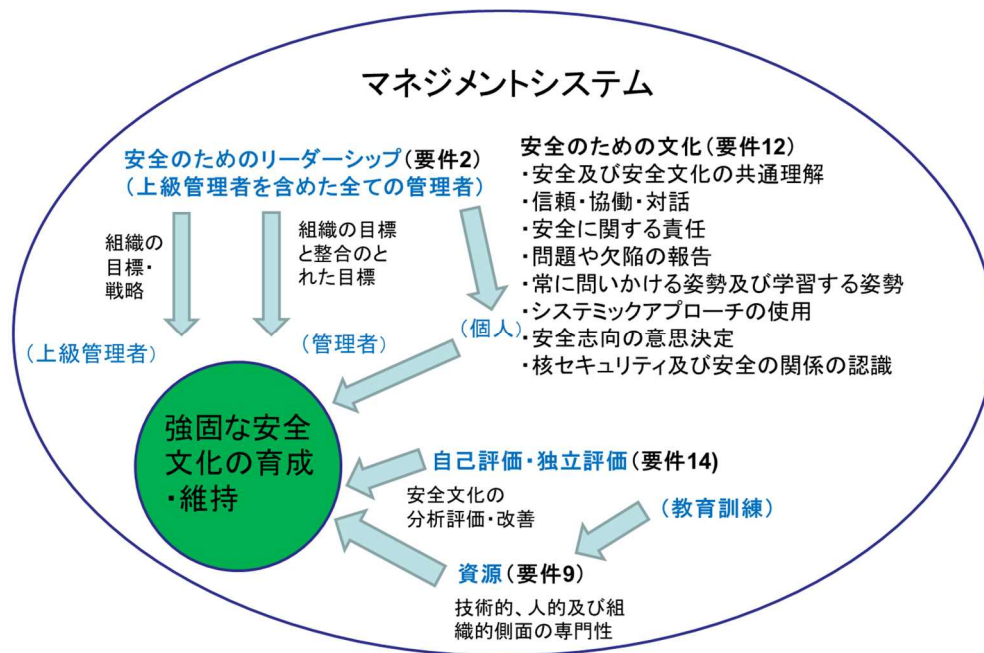 マネジメントシステム
安全のためのリーダーシップ(要件2)
(上級管理者を含めた全ての管理者)
組織の
目標・
戦略
組織の目標
と整合のと
れた目標
(上級管理者)
(管理者)
(個人)
安全のための文化(要件12)
・安全及び安全文化の共通理解
・信頼・協働・対話
・安全に関する責任
・問題や欠陥の報告
・常に問いかける姿勢及び学習する姿勢
・システミックアプローチの使用
・安全志向の意思決定
・核セキュリティ及び安全の関係の認識
強固な安全
文化の育成
・維持
自己評価・独立評価(要件14)
安全文化の
分析評価・改善
(教育訓練)
資源(要件9)
技術的、人的及び組
織的側面の専門性